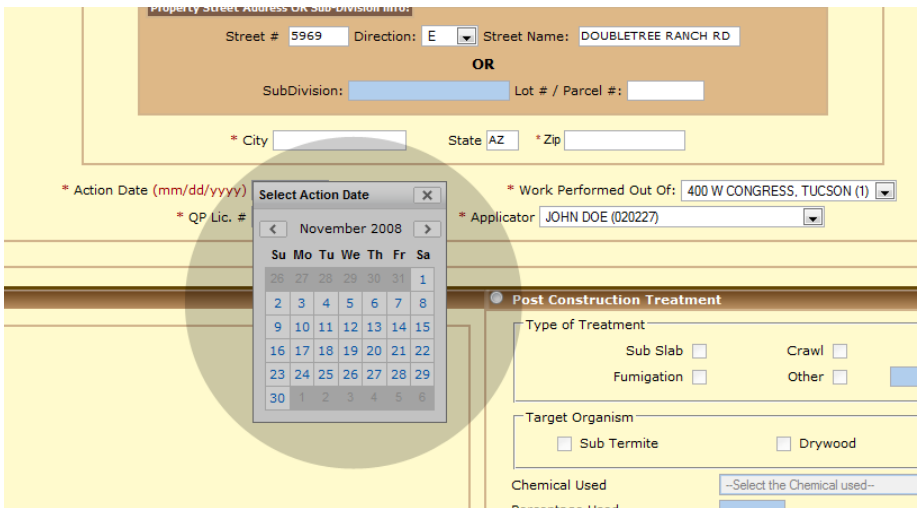 Property Street Address OR Sub-Division Info:
Street # 5969 Direction: E Street Name: DOUBLETREE RANCH RD
OR
SubDivision: Lot # / Parcel #:
* City State AZ * Zip
* Action Date (mm/dd/yyyy) * Work Performed Out Of: 400 W CONGRESS, TUCSON (1)
* QP Lic. # * Applicator JOHN DOE (020227)
Select Action Date X
< November 2008 >
Su Mo Tu We Th Fr Sa
26 27 28 29 30 31 1
2 3 4 5 6 7 8
9 10 11 12 13 14 15
16 17 18 19 20 21 22
23 24 25 26 27 28 29
30 1 2 3 4 5 6
Post Construction Treatment
Type of Treatment
Sub Slab Crawl
Fumigation Other
Target Organism
Sub Termite Drywood
Chemical Used --Select the Chemical used--
Percentage Used